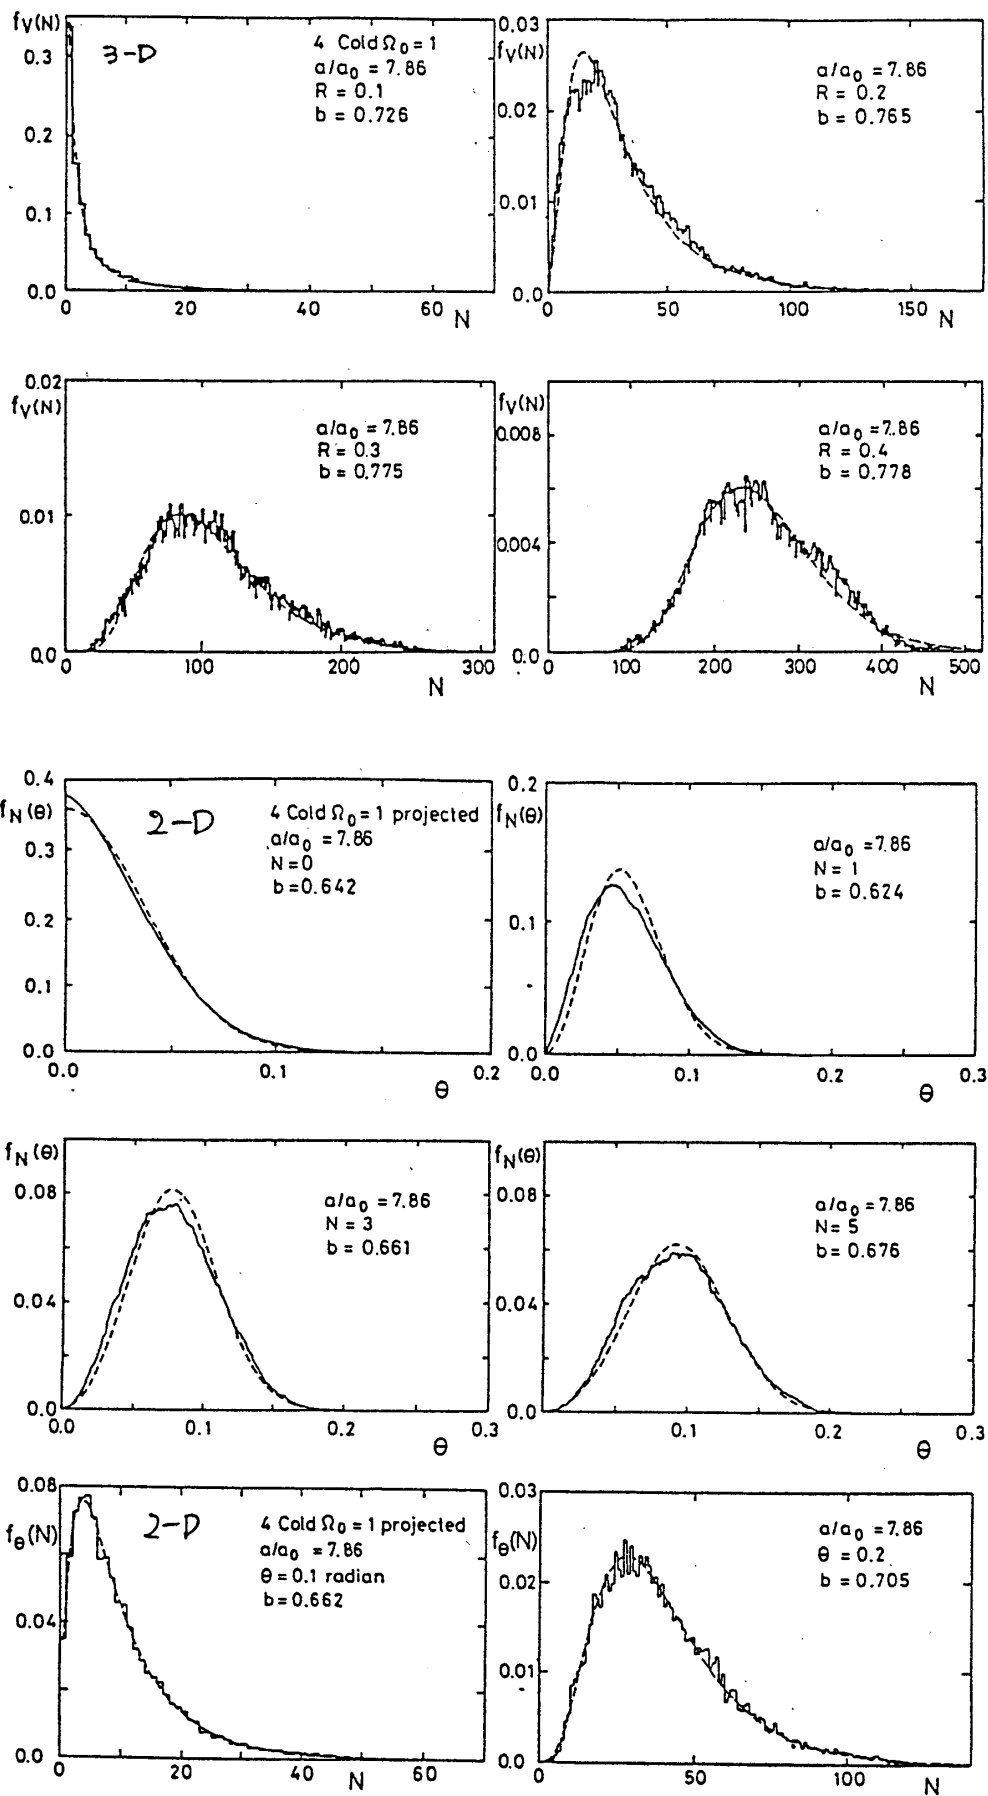 f_V(N)
3-D
4 Cold Ω₀ = 1
a/a₀ = 7.86
R = 0.1
b = 0.726
0.3
0.2
0.1
0.0
0 20 40 60 N
0.03
f_V(N)
a/a₀ = 7.86
R = 0.2
b = 0.765
0.02
0.01
0.0
0 50 100 150 N
0.02
f_V(N)
a/a₀ = 7.86
R = 0.3
b = 0.775
0.01
0.0
0 100 200 300
N
f_V(N)
0.008
a/a₀ = 7.86
R = 0.4
b = 0.778
0.004
0.0
0 100 200 300 400 500
N
0.4
f_N(θ)
2-D
4 Cold Ω₀ = 1 projected
a/a₀ = 7.86
N = 0
b = 0.642
0.3
0.2
0.1
0.0
0.0 0.1 0.2
θ
0.2
f_N(θ)
a/a₀ = 7.86
N = 1
b = 0.624
0.1
0.0
0.0 0.1 0.2 0.3
θ
f_N(θ)
0.08
a/a₀ = 7.86
N = 3
b = 0.661
0.04
0.0
0.0 0.1 0.2 0.3
θ
f_N(θ)
0.08
a/a₀ = 7.86
N = 5
b = 0.676
0.04
0.0
0.0 0.1 0.2 0.3
θ
0.08
f_θ(N)
2-D
4 Cold Ω₀ = 1 projected
a/a₀ = 7.86
θ = 0.1 radian
b = 0.662
0.04
0.0
0 20 40 60
N
0.03
f_θ(N)
a/a₀ = 7.86
θ = 0.2
b = 0.705
0.02
0.01
0.0
0 50 100 N